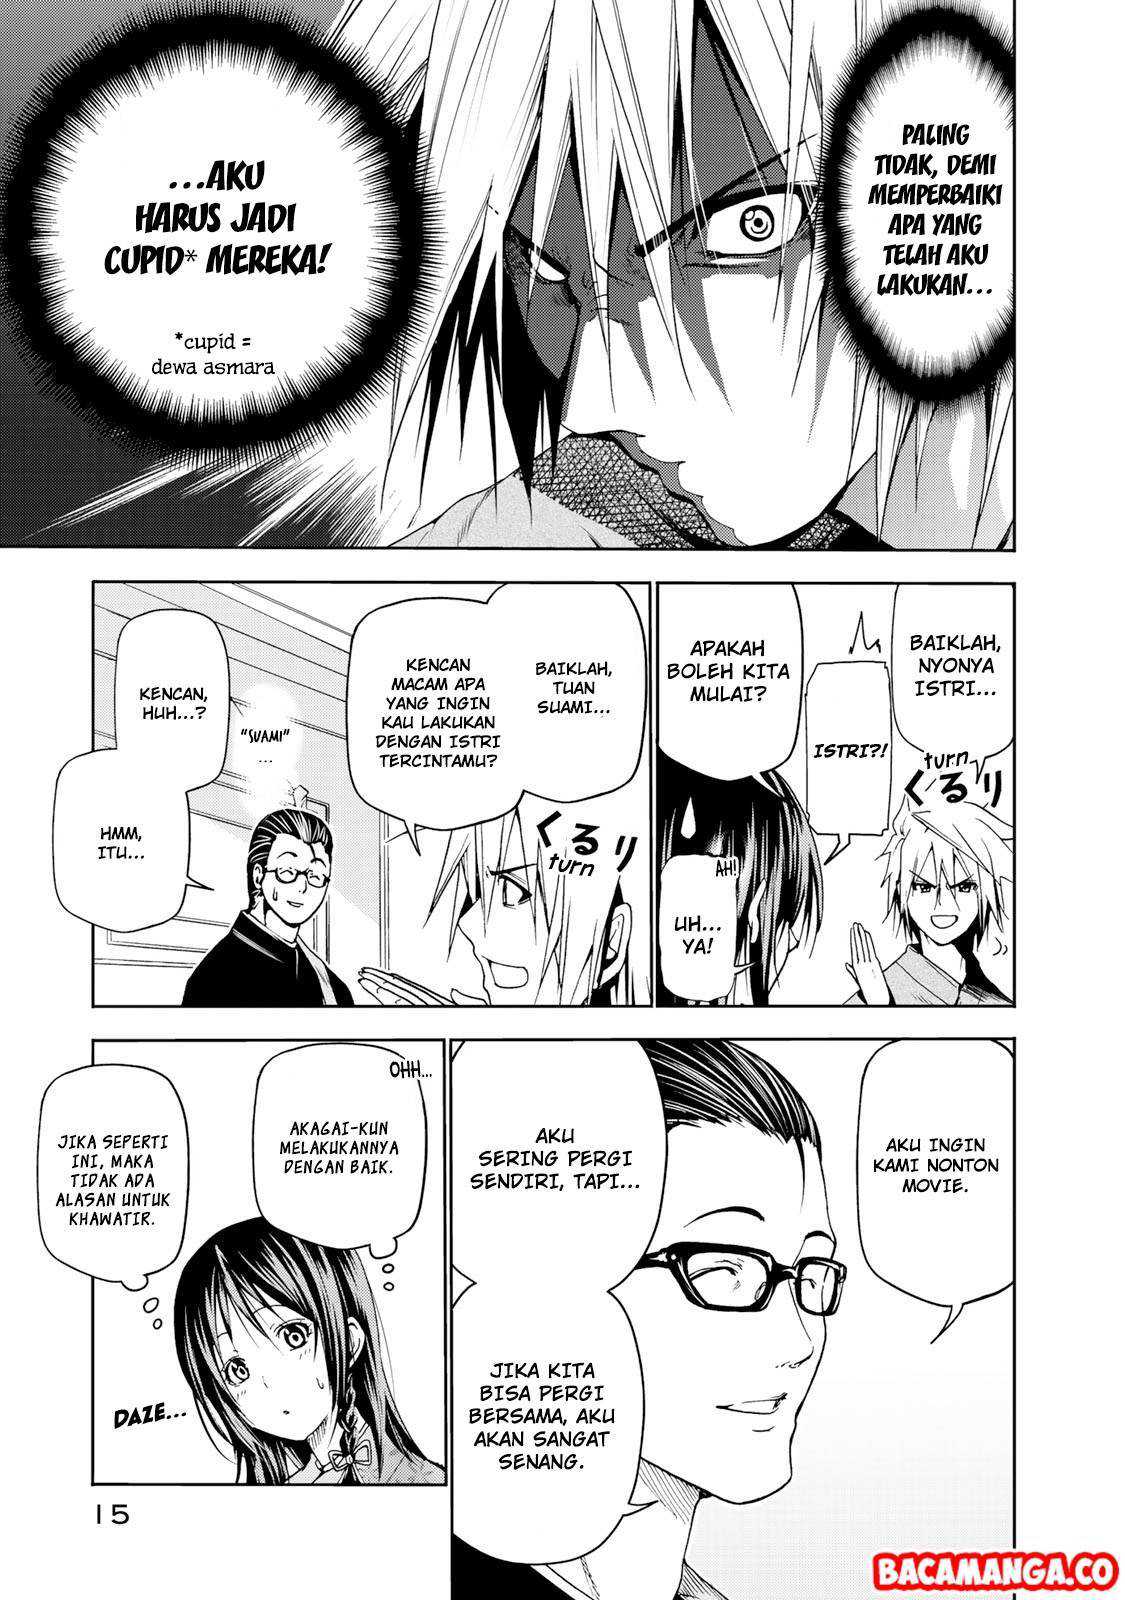 PALING
TIDAK, DEMI
MEMPERBAIKI
APA YANG
TELAH AKU
LAKUKAN...
...AKU
HARUS JADI
CUPID* MEREKA!
*cupid =
dewa asmara
BAIKLAH,
NYONYA
ISTRI...
turn
くるり
ISTRI?!
APAKAH
BOLEH KITA
MULAI?
AH!
UH...
YA!
BAIKLAH,
TUAN
SUAMI...
KENCAN
MACAM APA
YANG INGIN
KAU LAKUKAN
DENGAN ISTRI
TERCINTAMU?
くるり
turn
"SUAMI"
...
KENCAN,
HUH...?
HMM,
ITU...
AKU INGIN
KAMI NONTON
MOVIE.
AKU
SERING PERGI
SENDIRI, TAPI...
JIKA KITA
BISA PERGI
BERSAMA, AKU
AKAN SANGAT
SENANG.
OHH...
AKAGAI-KUN
MELAKUKANNYA
DENGAN BAIK.
JIKA SEPERTI
INI, MAKA
TIDAK ADA
ALASAN UNTUK
KHAWATIR.
DAZE...
15
BACAMANGA.CO